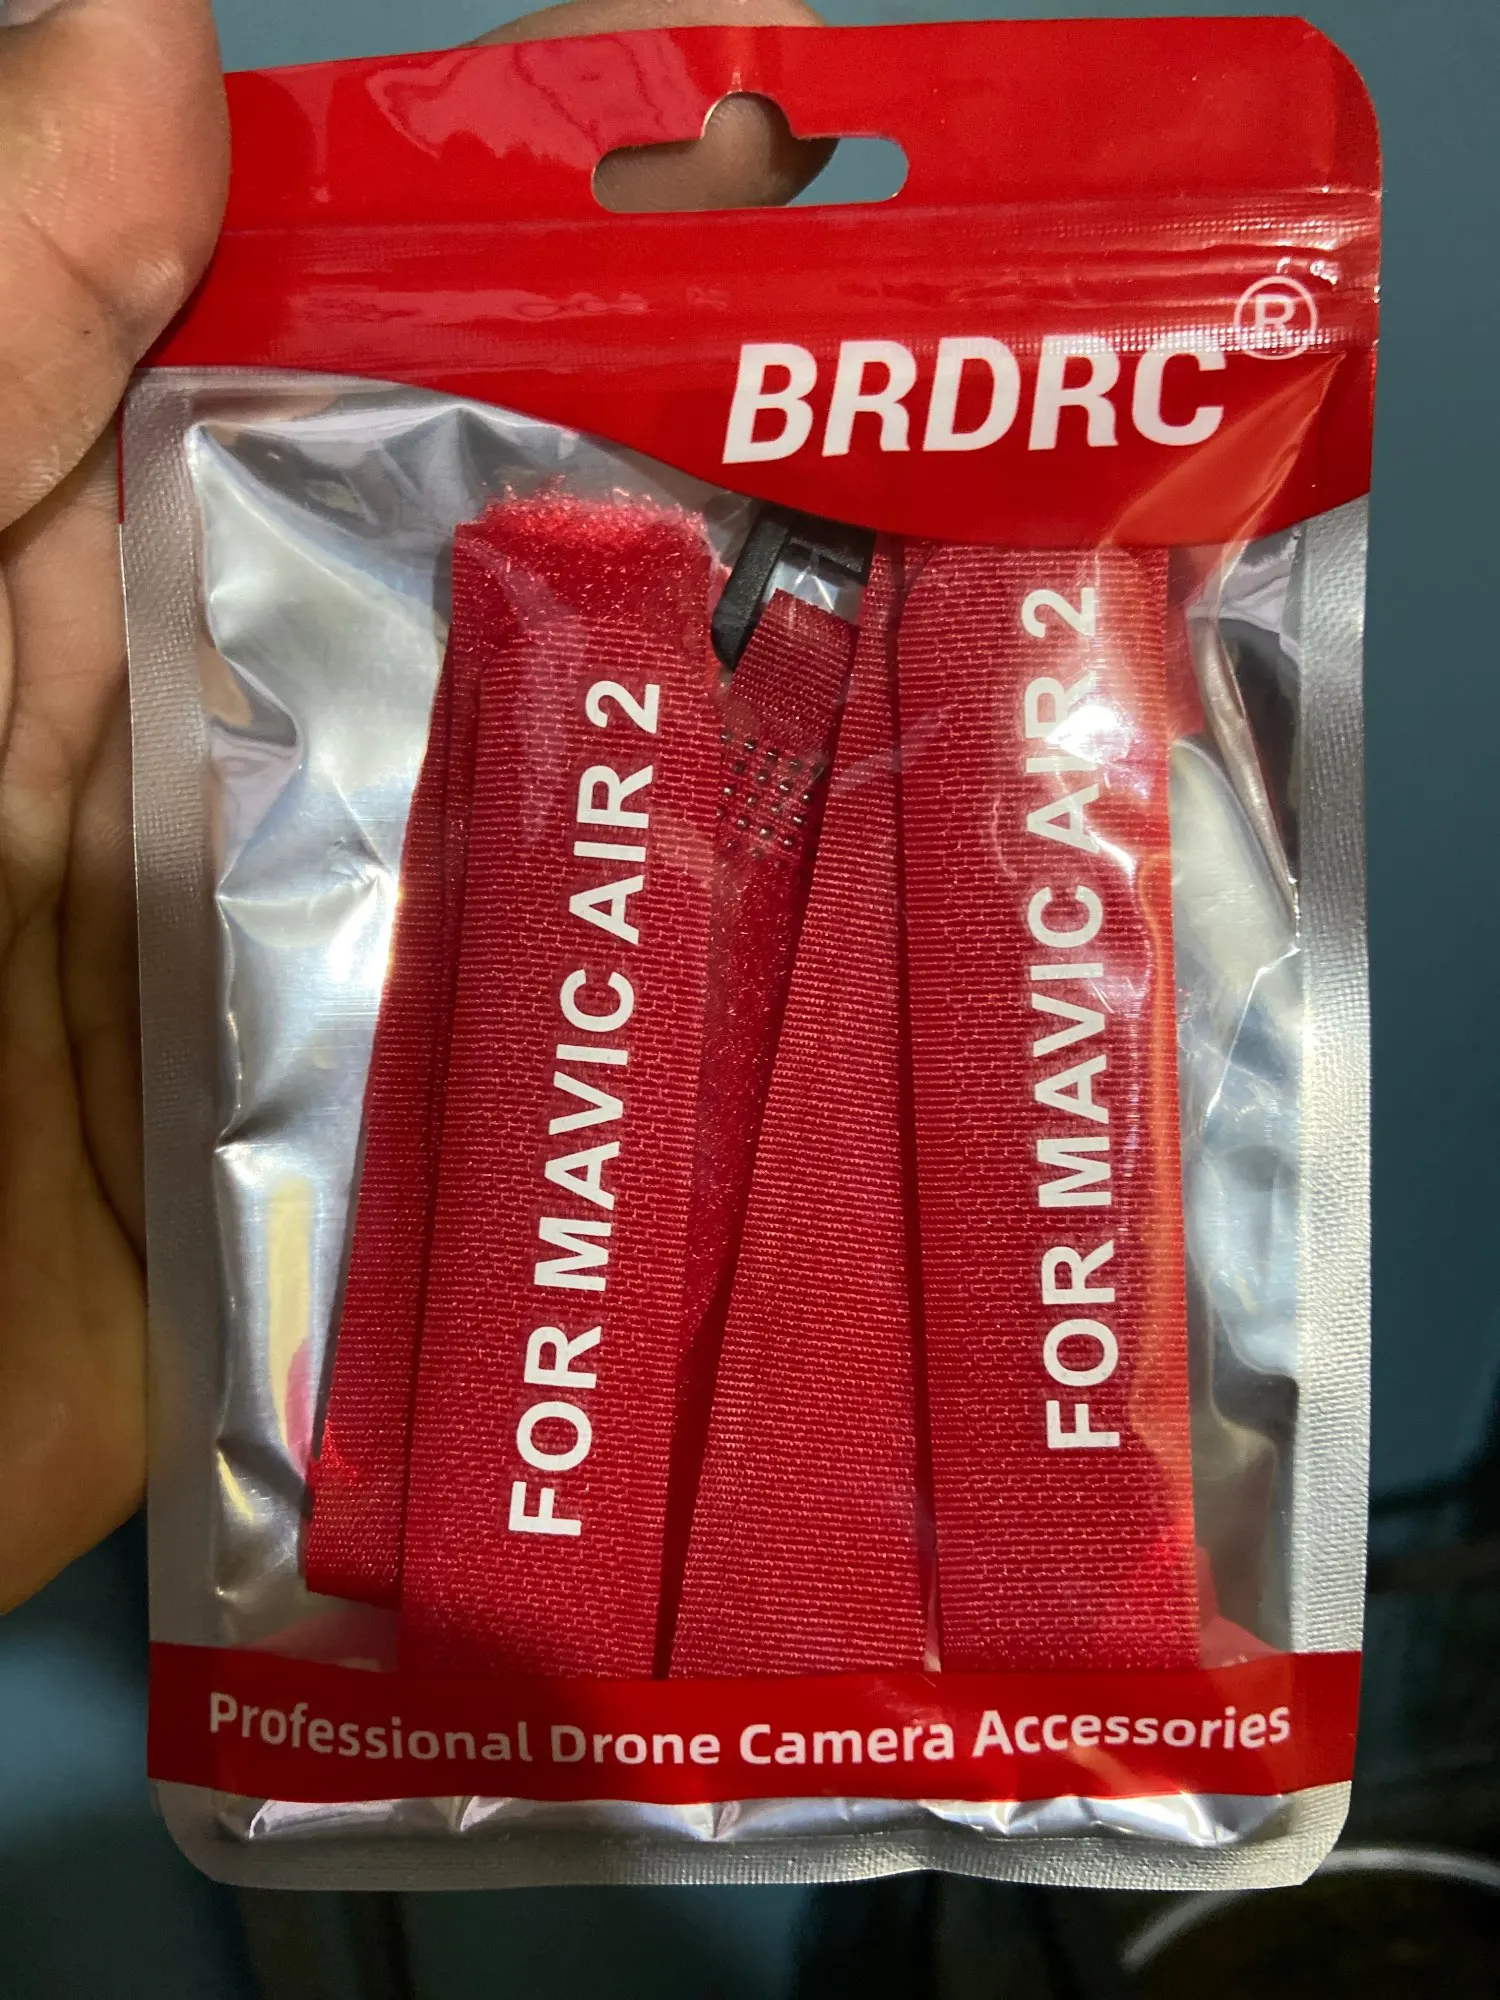 BRDRC®
FOR MAVIC AIR 2
FOR MAVIC AIR 2
Professional Drone Camera Accessories